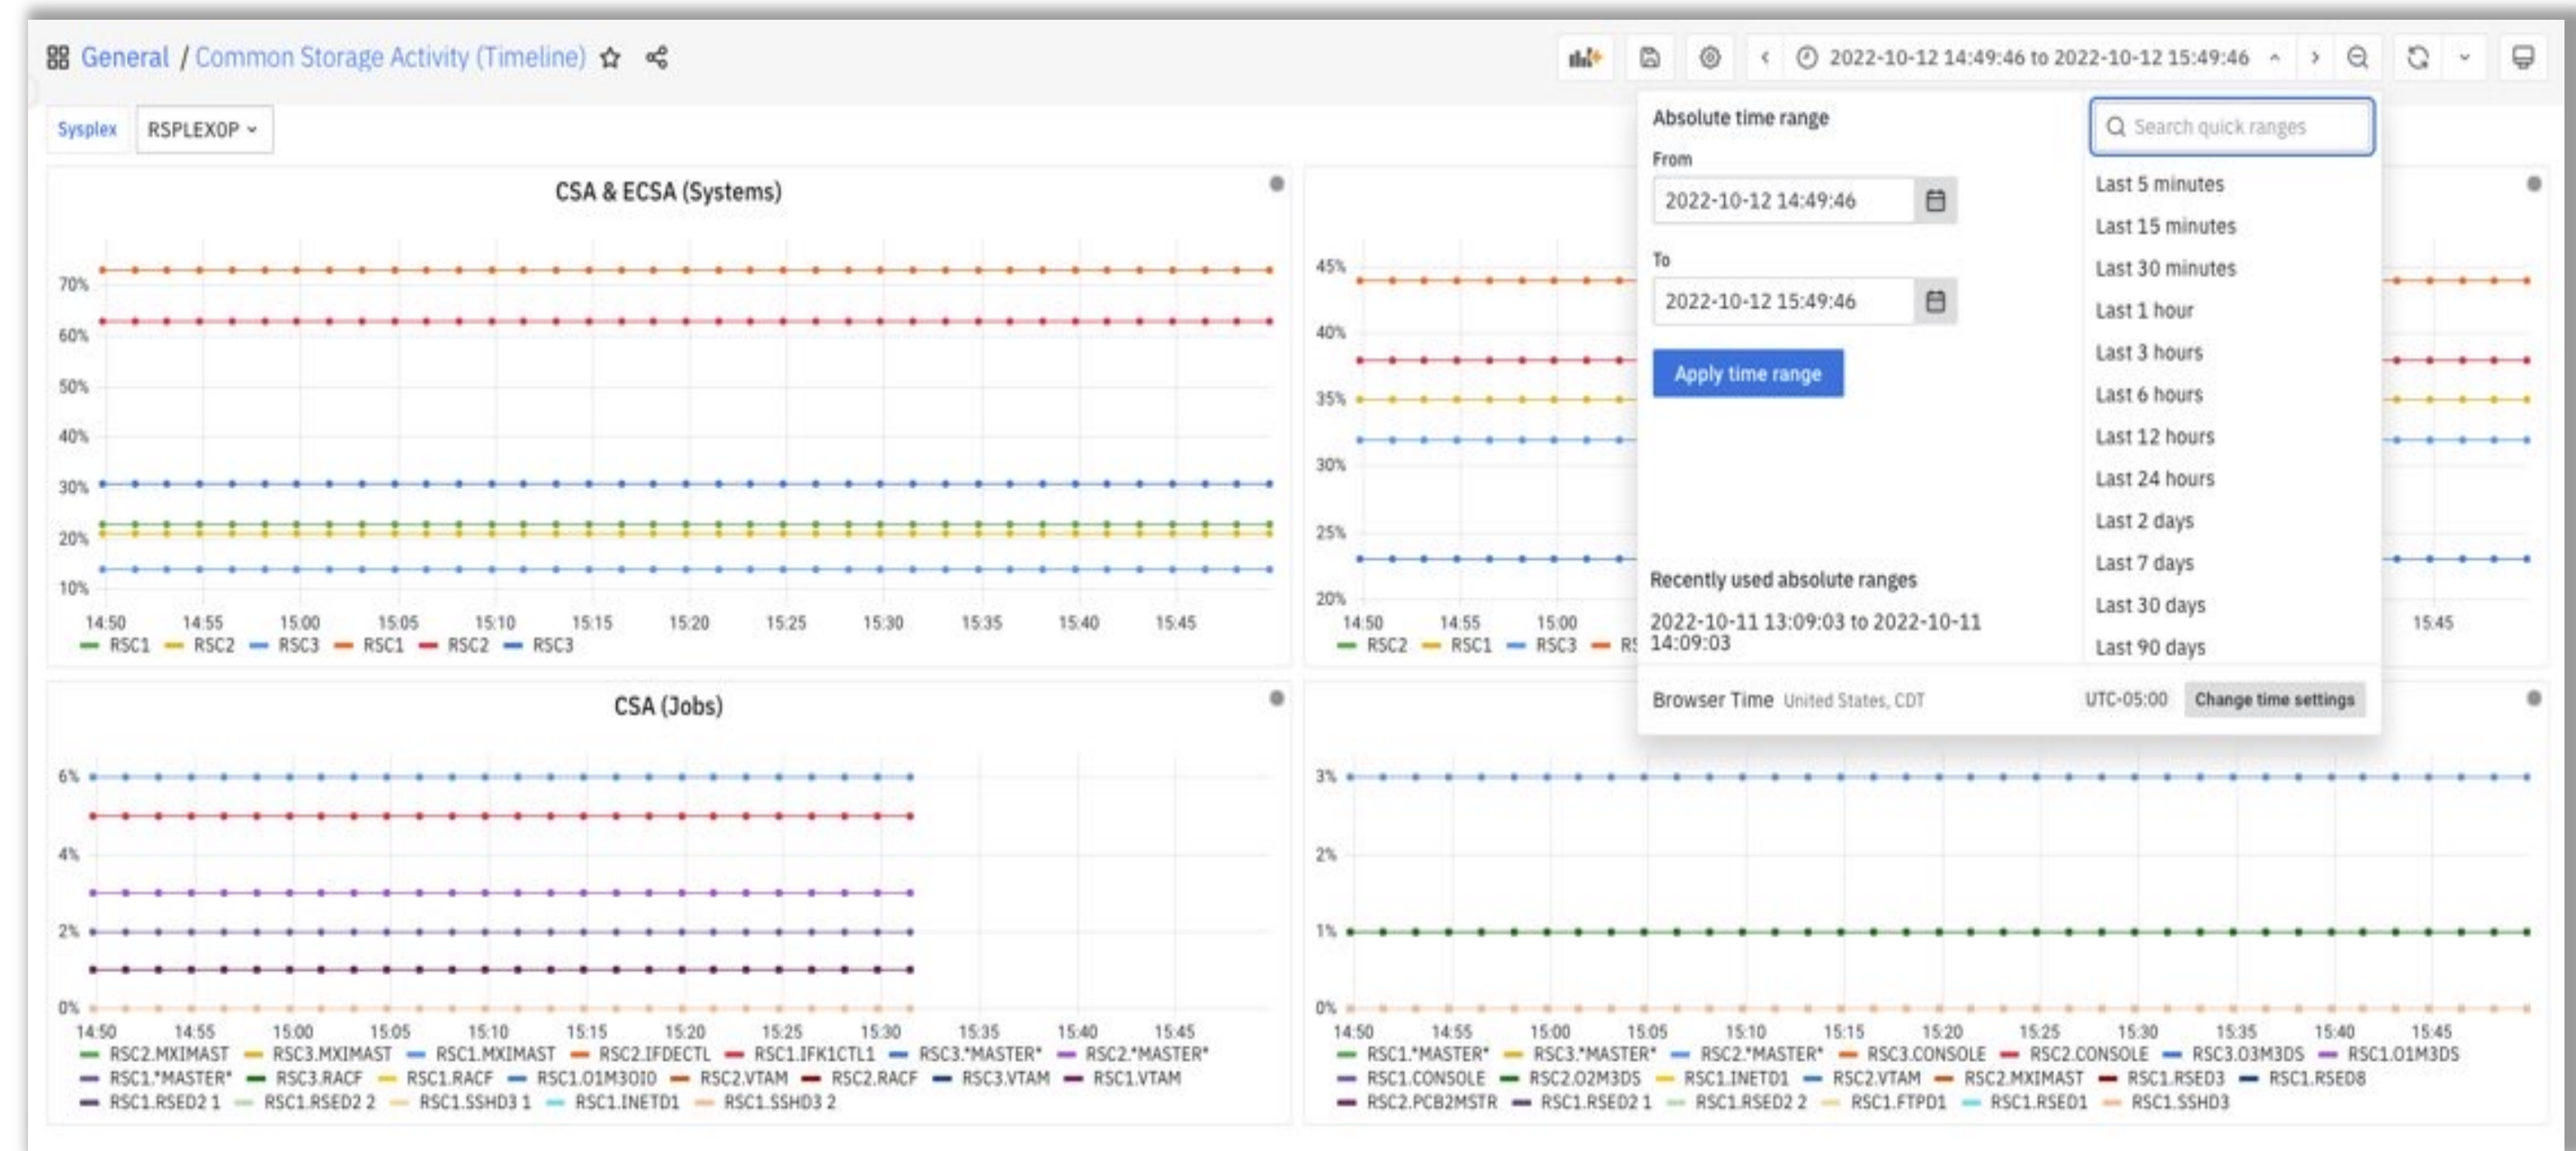 General / Common Storage Activity (Timeline)
2022-10-12 14:49:46 to 2022-10-12 15:49:46
Sysplex RSPLEX0P
CSA & ECSA (Systems)
70%
60%
50%
40%
30%
20%
10%
14:50 14:55 15:00 15:05 15:10 15:15 15:20 15:25 15:30 15:35 15:40 15:45
RSC1 RSC2 RSC3 RSC1 RSC2 RSC3
45%
40%
35%
30%
25%
20%
14:50 14:55 15:00 15:45
RSC2 RSC1 RSC3
Absolute time range
From
2022-10-12 14:49:46
To
2022-10-12 15:49:46
Apply time range
Recently used absolute ranges
2022-10-11 13:09:03 to 2022-10-11
14:09:03
Search quick ranges
Last 5 minutes
Last 15 minutes
Last 30 minutes
Last 1 hour
Last 3 hours
Last 6 hours
Last 12 hours
Last 24 hours
Last 2 days
Last 7 days
Last 30 days
Last 90 days
Browser Time United States, CDT UTC-05:00 Change time settings
CSA (Jobs)
6%
4%
2%
0%
14:50 14:55 15:00 15:05 15:10 15:15 15:20 15:25 15:30 15:35 15:40 15:45
RSC2.MXIMAST RSC3.MXIMAST RSC1.MXIMAST RSC2.IFDECTL RSC1.IFK1CTL1 RSC3.*MASTER* RSC2.*MASTER*
RSC1.*MASTER* RSC3.RACF RSC1.RACF RSC1.O1M3OI0 RSC2.VTAM RSC2.RACF RSC3.VTAM RSC1.VTAM
RSC1.RSED2 1 RSC1.RSED2 2 RSC1.SSHD3 1 RSC1.INETD1 RSC1.SSHD3 2
3%
2%
1%
0%
14:50 14:55 15:00 15:05 15:10 15:15 15:20 15:25 15:30 15:35 15:40 15:45
RSC1.*MASTER* RSC3.*MASTER* RSC2.*MASTER* RSC3.CONSOLE RSC2.CONSOLE RSC3.O3M3DS RSC1.O1M3DS
RSC1.CONSOLE RSC2.O2M3DS RSC1.INETD1 RSC2.VTAM RSC2.MXIMAST RSC1.RSED3 RSC1.RSED8
RSC2.PCB2MSTR RSC1.RSED2 1 RSC1.RSED2 2 RSC1.FTPD1 RSC1.RSED1 RSC1.SSHD3